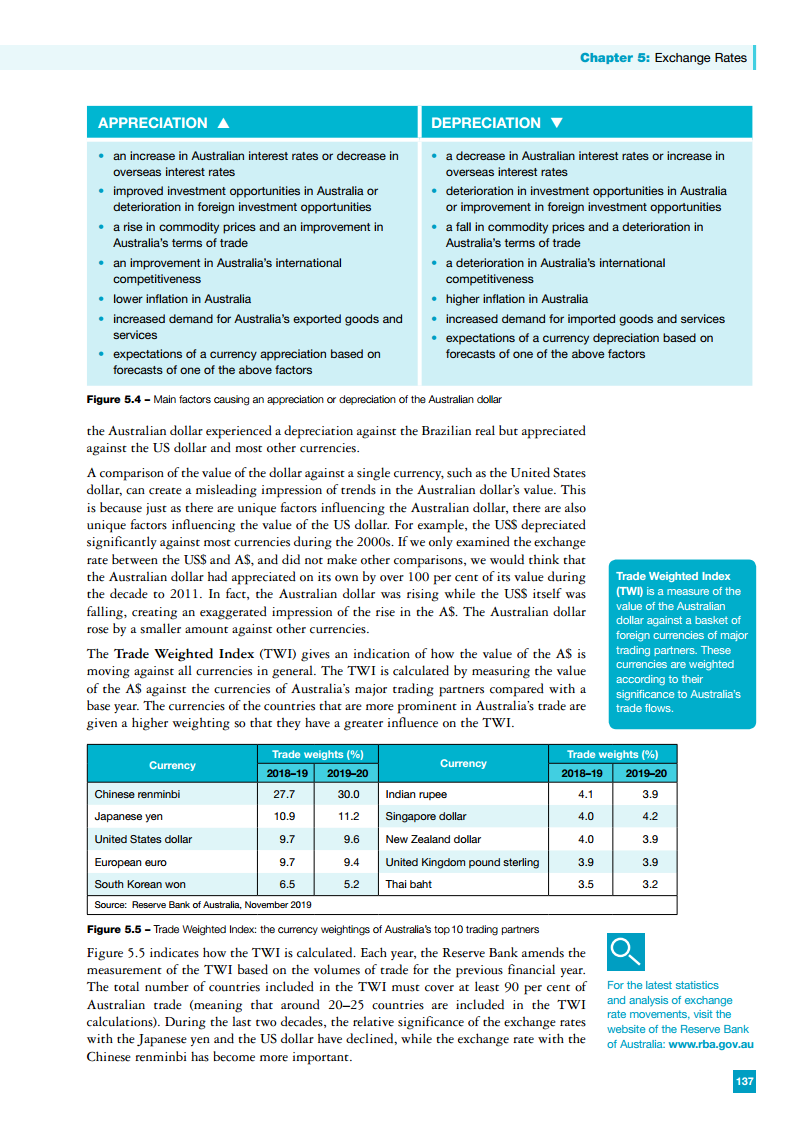 Chapter 5: Exchange Rates
APPRECIATION ▲
• an increase in Australian interest rates or decrease in
overseas interest rates
• improved investment opportunities in Australia or
deterioration in foreign investment opportunities
• a rise in commodity prices and an improvement in
Australia's terms of trade
• an improvement in Australia's international
competitiveness
• lower inflation in Australia
• increased demand for Australia's exported goods and
services
• expectations of a currency appreciation based on
forecasts of one of the above factors
DEPRECIATION ▼
• a decrease in Australian interest rates or increase in
overseas interest rates
• deterioration in investment opportunities in Australia
or improvement in foreign investment opportunities
• a fall in commodity prices and a deterioration in
Australia's terms of trade
• a deterioration in Australia's international
competitiveness
• higher inflation in Australia
• increased demand for imported goods and services
• expectations of a currency depreciation based on
forecasts of one of the above factors
Figure 5.4 – Main factors causing an appreciation or depreciation of the Australian dollar
the Australian dollar experienced a depreciation against the Brazilian real but appreciated
against the US dollar and most other currencies.
A comparison of the value of the dollar against a single currency, such as the United States
dollar, can create a misleading impression of trends in the Australian dollar's value. This
is because just as there are unique factors influencing the Australian dollar, there are also
unique factors influencing the value of the US dollar. For example, the US$ depreciated
significantly against most currencies during the 2000s. If we only examined the exchange
rate between the US$ and A$, and did not make other comparisons, we would think that
the Australian dollar had appreciated on its own by over 100 per cent of its value during
the decade to 2011. In fact, the Australian dollar was rising while the US$ itself was
falling, creating an exaggerated impression of the rise in the A$. The Australian dollar
rose by a smaller amount against other currencies.
The Trade Weighted Index (TWI) gives an indication of how the value of the A$ is
moving against all currencies in general. The TWI is calculated by measuring the value
of the A$ against the currencies of Australia's major trading partners compared with a
base year. The currencies of the countries that are more prominent in Australia's trade are
given a higher weighting so that they have a greater influence on the TWI.
Trade Weighted Index
(TWI) is a measure of the
value of the Australian
dollar against a basket of
foreign currencies of major
trading partners. These
currencies are weighted
according to their
significance to Australia's
trade flows.
Currency Trade weights (%) Currency Trade weights (%)
2018–19 2019–20 2018–19 2019–20
Chinese renminbi 27.7 30.0 Indian rupee 4.1 3.9
Japanese yen 10.9 11.2 Singapore dollar 4.0 4.2
United States dollar 9.7 9.6 New Zealand dollar 4.0 3.9
European euro 9.7 9.4 United Kingdom pound sterling 3.9 3.9
South Korean won 6.5 5.2 Thai baht 3.5 3.2
Source: Reserve Bank of Australia, November 2019
Figure 5.5 – Trade Weighted Index: the currency weightings of Australia's top 10 trading partners
Figure 5.5 indicates how the TWI is calculated. Each year, the Reserve Bank amends the
measurement of the TWI based on the volumes of trade for the previous financial year.
The total number of countries included in the TWI must cover at least 90 per cent of
Australian trade (meaning that around 20–25 countries are included in the TWI
calculations). During the last two decades, the relative significance of the exchange rates
with the Japanese yen and the US dollar have declined, while the exchange rate with the
Chinese renminbi has become more important.
For the latest statistics
and analysis of exchange
rate movements, visit the
website of the Reserve Bank
of Australia: www.rba.gov.au
137